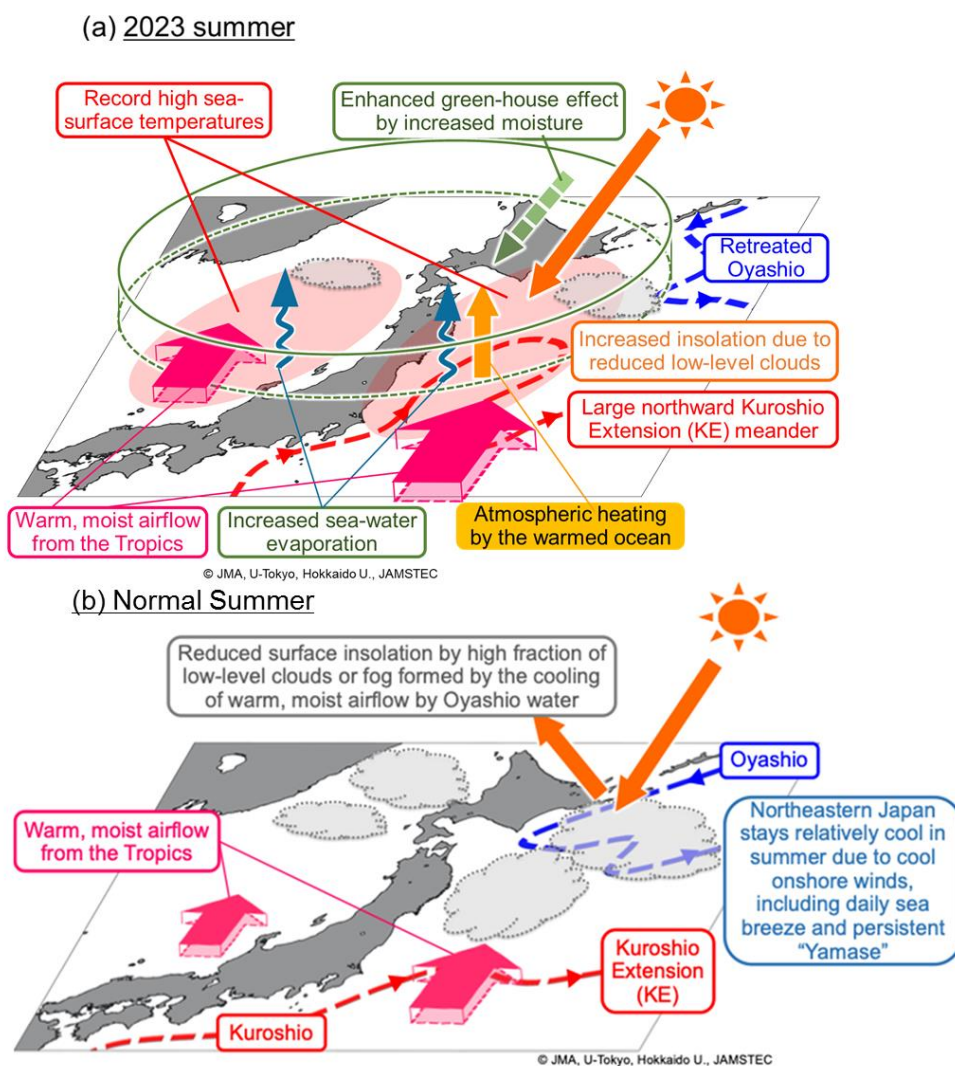 (a) 2023 summer
Record high sea-
surface temperatures
Enhanced green-house effect
by increased moisture
Retreated
Oyashio
Increased insolation due to
reduced low-level clouds
Large northward Kuroshio
Extension (KE) meander
Warm, moist airflow
from the Tropics
Increased sea-water
evaporation
Atmospheric heating
by the warmed ocean
© JMA, U-Tokyo, Hokkaido U., JAMSTEC
(b) Normal Summer
Reduced surface insolation by high fraction of
low-level clouds or fog formed by the cooling
of warm, moist airflow by Oyashio water
Oyashio
Warm, moist airflow
from the Tropics
Northeastern Japan
stays relatively cool in
summer due to cool
onshore winds,
including daily sea
breeze and persistent
“Yamase”
Kuroshio
Extension
(KE)
Kuroshio
© JMA, U-Tokyo, Hokkaido U., JAMSTEC